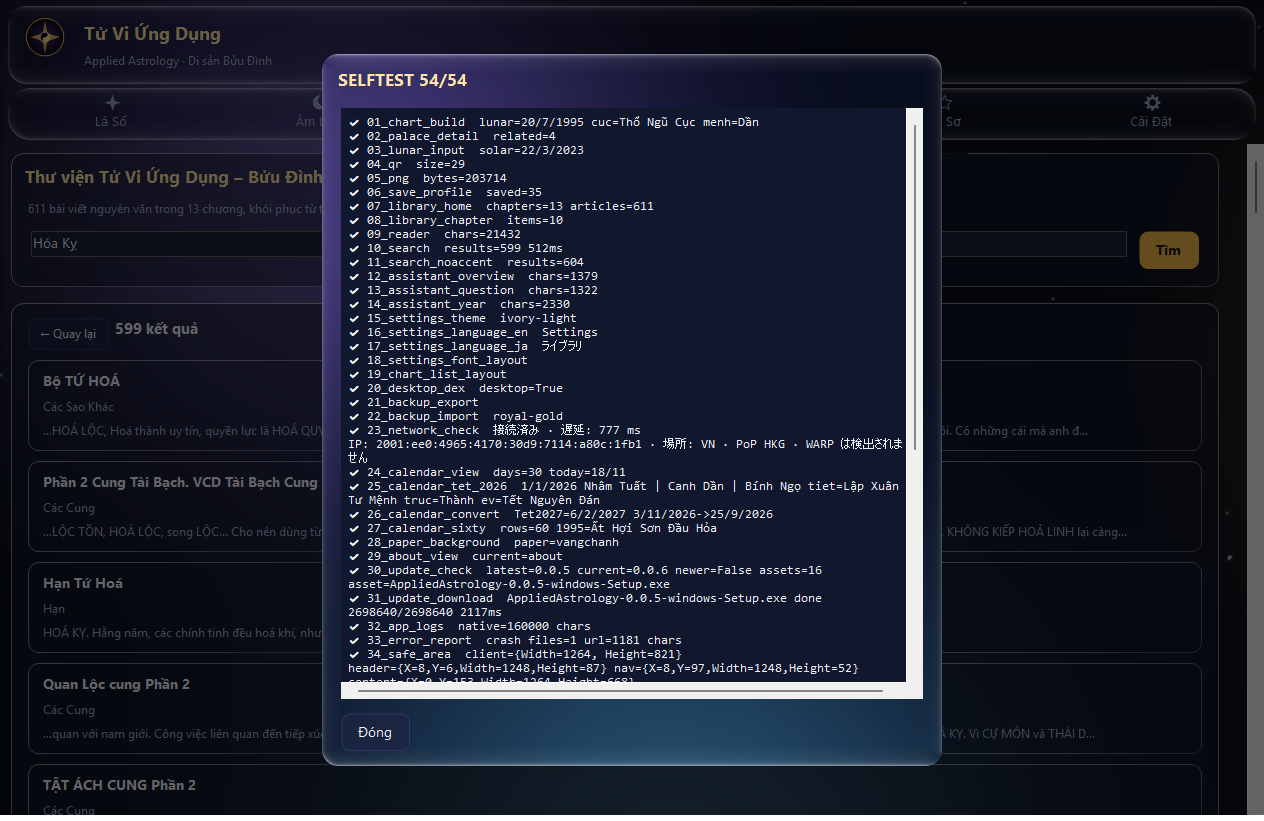 Tử Vi Ứng Dụng
Applied Astrology · Di sản Bửu Đình
Lá Số
Âm
Sơ
Cài Đặt
Thư viện Tử Vi Ứng Dụng – Bửu Đình
611 bài viết nguyên văn trong 13 chương, khôi phục từ
Hóa Kỵ
Tìm
← Quay lại
599 kết quả
Bộ TỨ HOÁ
Các Sao Khác
...HOÁ LỘC, Hoá thành uy tín, quyền lực là HOÁ QUY
ói. Có những cái mà anh đ...
Phần 2 Cung Tài Bạch. VCD Tài Bạch Cung
Các Cung
...LỘC TỒN, HOÁ LỘC, song LỘC... Cho nên dùng từ
, KHÔNG KIẾP HOẢ LINH lại càng...
Hạn Tứ Hoá
Hạn
HOÁ KỴ. Hằng năm, các chính tinh đều hoá khí, như
Quan Lộc cung Phần 2
Các Cung
...quan với nam giới. Công việc liên quan đến tiếp xúc
Á KỴ. Vì CỰ MÔN và THÁI D...
TẬT ÁCH CUNG Phần 2
Các Cung
SELFTEST 54/54
✔ 01_chart_build lunar=20/7/1995 cuc=Thổ Ngũ Cục menh=Dần
✔ 02_palace_detail related=4
✔ 03_lunar_input solar=22/3/2023
✔ 04_qr size=29
✔ 05_png bytes=203714
✔ 06_save_profile saved=35
✔ 07_library_home chapters=13 articles=611
✔ 08_library_chapter items=10
✔ 09_reader chars=21432
✔ 10_search results=599 512ms
✔ 11_search_noaccent results=604
✔ 12_assistant_overview chars=1379
✔ 13_assistant_question chars=1322
✔ 14_assistant_year chars=2330
✔ 15_settings_theme ivory-light
✔ 16_settings_language_en Settings
✔ 17_settings_language_ja ライブラリ
✔ 18_settings_font_layout
✔ 19_chart_list_layout
✔ 20_desktop_dex desktop=True
✔ 21_backup_export
✔ 22_backup_import royal-gold
✔ 23_network_check 接続済み · 遅延: 777 ms
IP: 2001:ee0:4965:4170:30d9:7114:a80c:1fb1 · 場所: VN · PoP HKG · WARP は検出されま
せん
✔ 24_calendar_view days=30 today=18/11
✔ 25_calendar_tet_2026 1/1/2026 Nhâm Tuất | Canh Dần | Bính Ngọ tiet=Lập Xuân
Tư Mệnh truc=Thành ev=Tết Nguyên Đán
✔ 26_calendar_convert Tet2027=6/2/2027 3/11/2026->25/9/2026
✔ 27_calendar_sixty rows=60 1995=Ất Hợi Sơn Đầu Hỏa
✔ 28_paper_background paper=vangchanh
✔ 29_about_view current=about
✔ 30_update_check latest=0.0.5 current=0.0.6 newer=False assets=16
asset=AppliedAstrology-0.0.5-windows-Setup.exe
✔ 31_update_download AppliedAstrology-0.0.5-windows-Setup.exe done
2698640/2698640 2117ms
✔ 32_app_logs native=160000 chars
✔ 33_error_report crash files=1 url=1181 chars
✔ 34_safe_area client={Width=1264, Height=821}
header={X=8,Y=6,Width=1248,Height=87} nav={X=8,Y=97,Width=1248,Height=52}
content={X=0,Y=153,Width=1264,Height=668}
Đóng